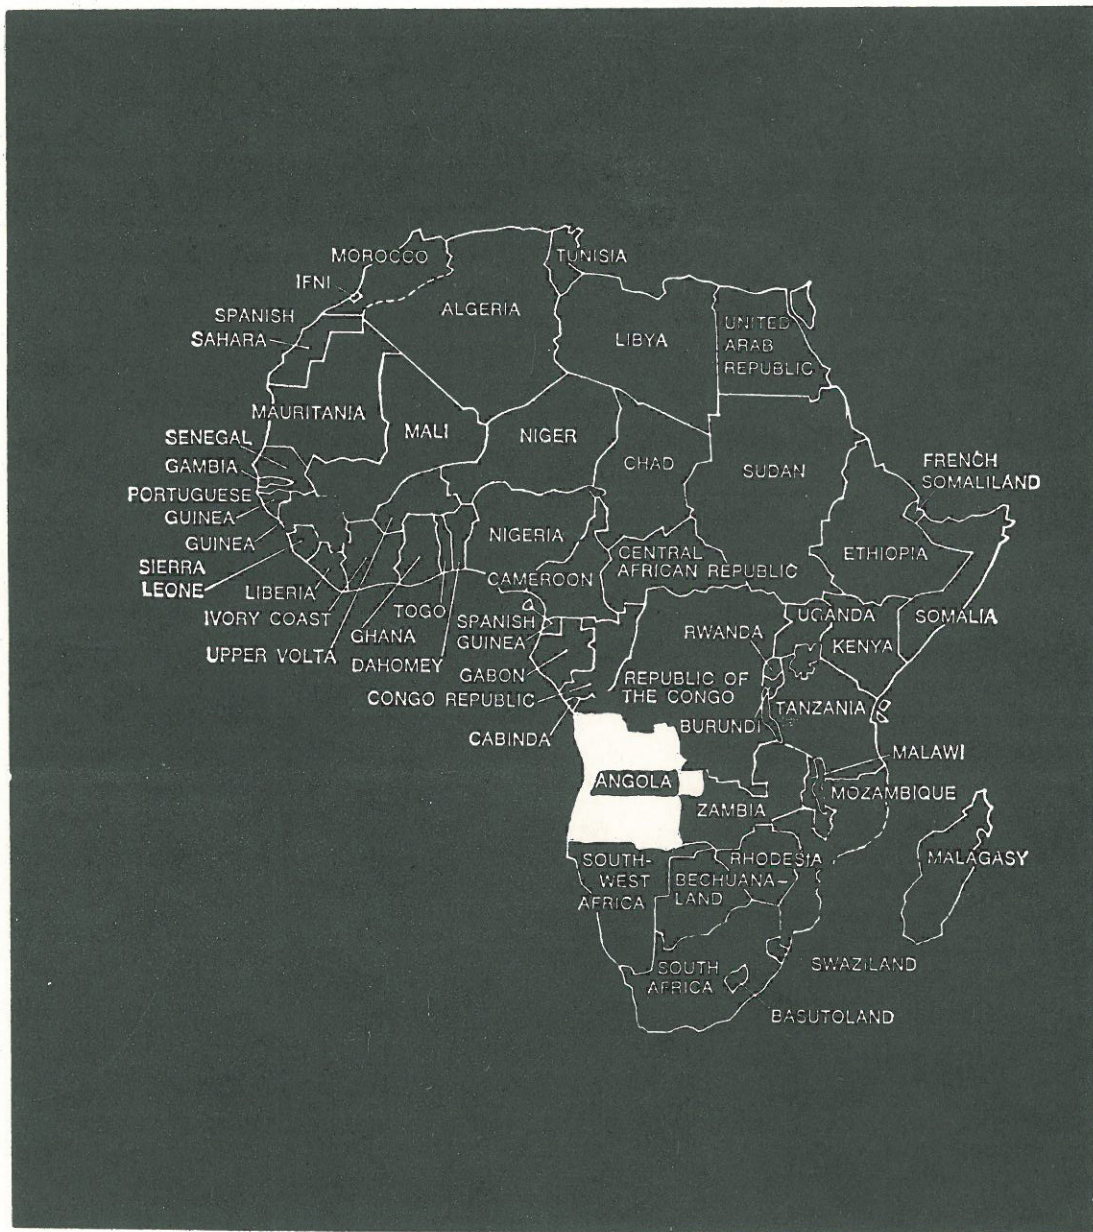 MOROCCO
TUNISIA
IFNI
ALGERIA
SPANISH
SAHARA
LIBYA
UNITED
ARAB
REPUBLIC
MAURITANIA
MALI
NIGER
CHAD
SUDAN
SENEGAL
GAMBIA
PORTUGUESE
GUINEA
GUINEA
SIERRA
LEONE
LIBERIA
IVORY COAST
UPPER VOLTA
GHANA
TOGO
DAHOMEY
NIGERIA
CAMEROON
CENTRAL
AFRICAN REPUBLIC
FRENCH
SOMALILAND
ETHIOPIA
SOMALIA
UGANDA
KENYA
RWANDA
SPANISH
GUINEA
GABON
CONGO REPUBLIC
CABINDA
REPUBLIC OF
THE CONGO
BURUNDI
TANZANIA
MALAWI
ANGOLA
ZAMBIA
MOZAMBIQUE
MALAGASY
SOUTH-
WEST
AFRICA
BECHUANA-
LAND
RHODESIA
SWAZILAND
SOUTH
AFRICA
BASUTOLAND